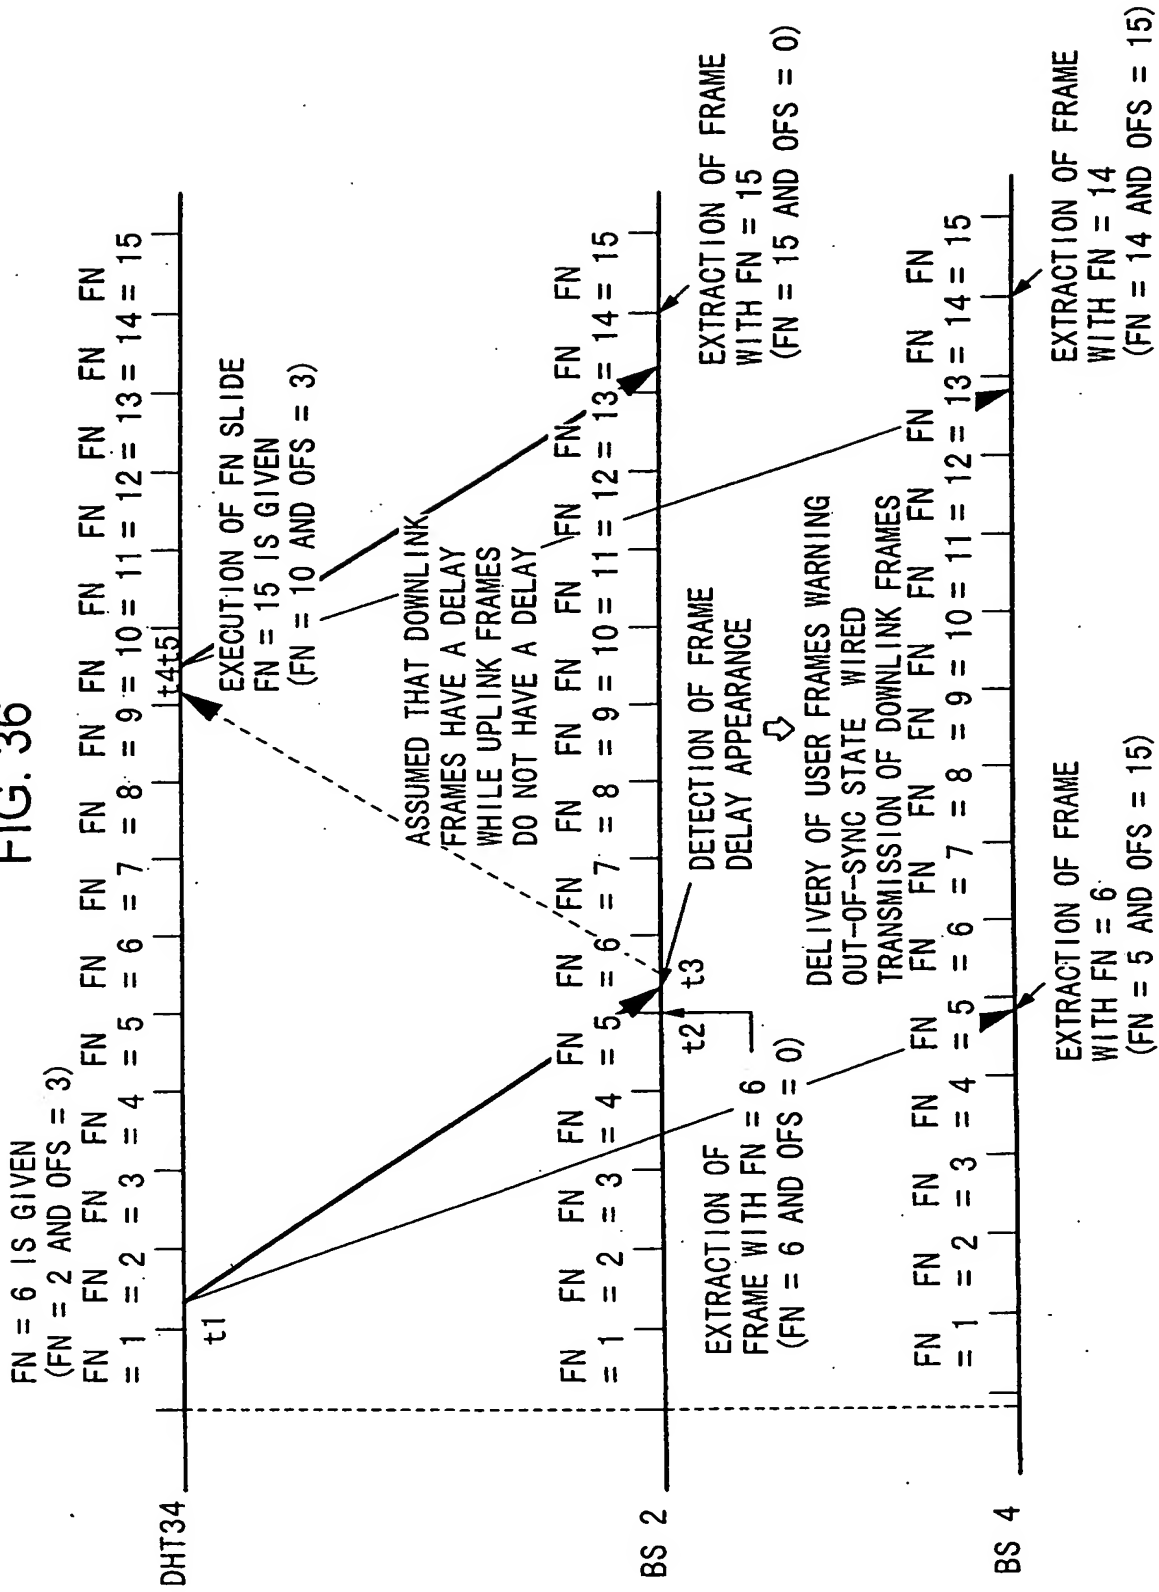 FIG. 36
FN = 6 IS GIVEN
(FN = 2 AND OFS = 3)
FN FN FN FN FN FN FN FN FN FN FN FN FN FN FN
= 1 = 2 = 3 = 4 = 5 = 6 = 7 = 8 = 9 = 10 = 11 = 12 = 13 = 14 = 15
DHT34
t1
t4t5
EXECUTION OF FN SLIDE
FN = 15 IS GIVEN
(FN = 10 AND OFS = 3)
ASSUMED THAT DOWNLINK
FRAMES HAVE A DELAY
WHILE UPLINK FRAMES
DO NOT HAVE A DELAY
FN FN FN FN FN FN FN FN FN FN FN FN FN FN FN
= 1 = 2 = 3 = 4 = 5 = 6 = 7 = 8 = 9 = 10 = 11 = 12 = 13 = 14 = 15
BS 2
t2
t3
EXTRACTION OF
FRAME WITH FN = 6
(FN = 6 AND OFS = 0)
DETECTION OF FRAME
DELAY APPEARANCE
DELIVERY OF USER FRAMES WARNING
OUT-OF-SYNC STATE WIRED
TRANSMISSION OF DOWNLINK FRAMES
EXTRACTION OF FRAME
WITH FN = 15
(FN = 15 AND OFS = 0)
FN FN FN FN FN FN FN FN FN FN FN FN FN FN
= 1 = 2 = 3 = 4 = 5 = 6 = 7 = 8 = 9 = 10 = 11 = 12 = 13 = 14 = 15
BS 4
EXTRACTION OF FRAME
WITH FN = 6
(FN = 5 AND OFS = 15)
EXTRACTION OF FRAME
WITH FN = 14
(FN = 14 AND OFS = 15)